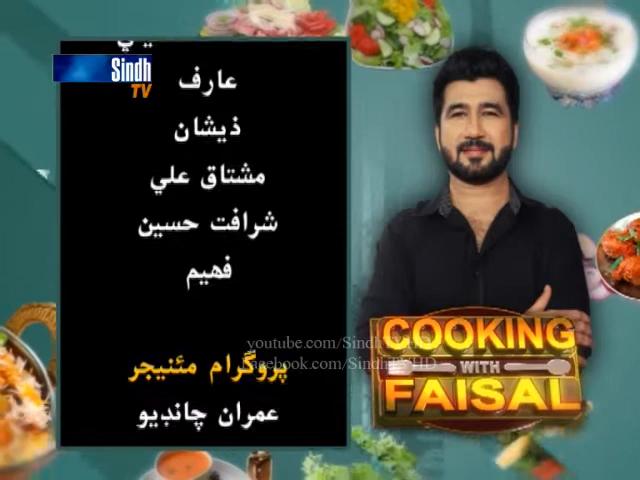 Sindh
TV
عارف
ذيشان
مشتاق علي
شرافت حسين
فهيم
پروگرام مئنيجر
عمران چانڊيو
COOKING
WITH
FAISAL